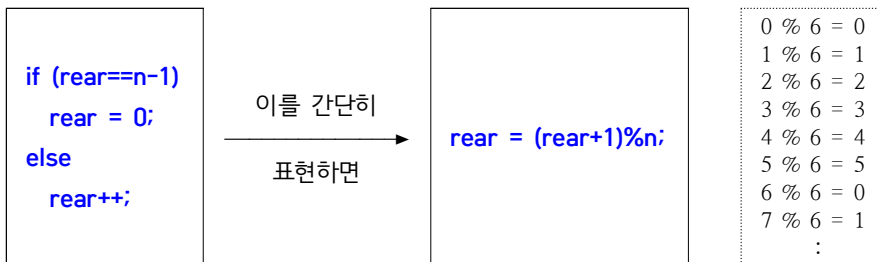 if (rear==n-1)
rear = 0;
else
rear++;
이를 간단히
표현하면
rear = (rear+1)%n;
0 % 6 = 0
1 % 6 = 1
2 % 6 = 2
3 % 6 = 3
4 % 6 = 4
5 % 6 = 5
6 % 6 = 0
7 % 6 = 1
: